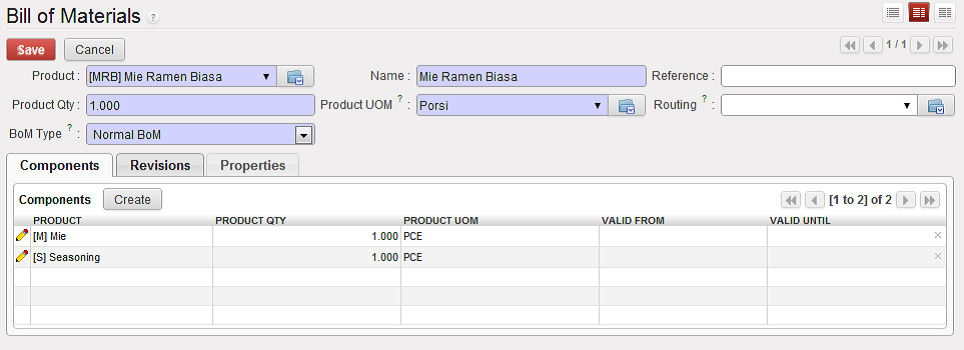 Bill of Materials ?
Save Cancel 1 / 1
Product : [MRB] Mie Ramen Biasa Name : Mie Ramen Biasa Reference :
Product Qty : 1.000 Product UOM ? : Porsi Routing ? :
BoM Type ? : Normal BoM
Components Revisions Properties
Components Create [1 to 2] of 2
PRODUCT PRODUCT QTY PRODUCT UOM VALID FROM VALID UNTIL
[M] Mie 1.000 PCE
[S] Seasoning 1.000 PCE